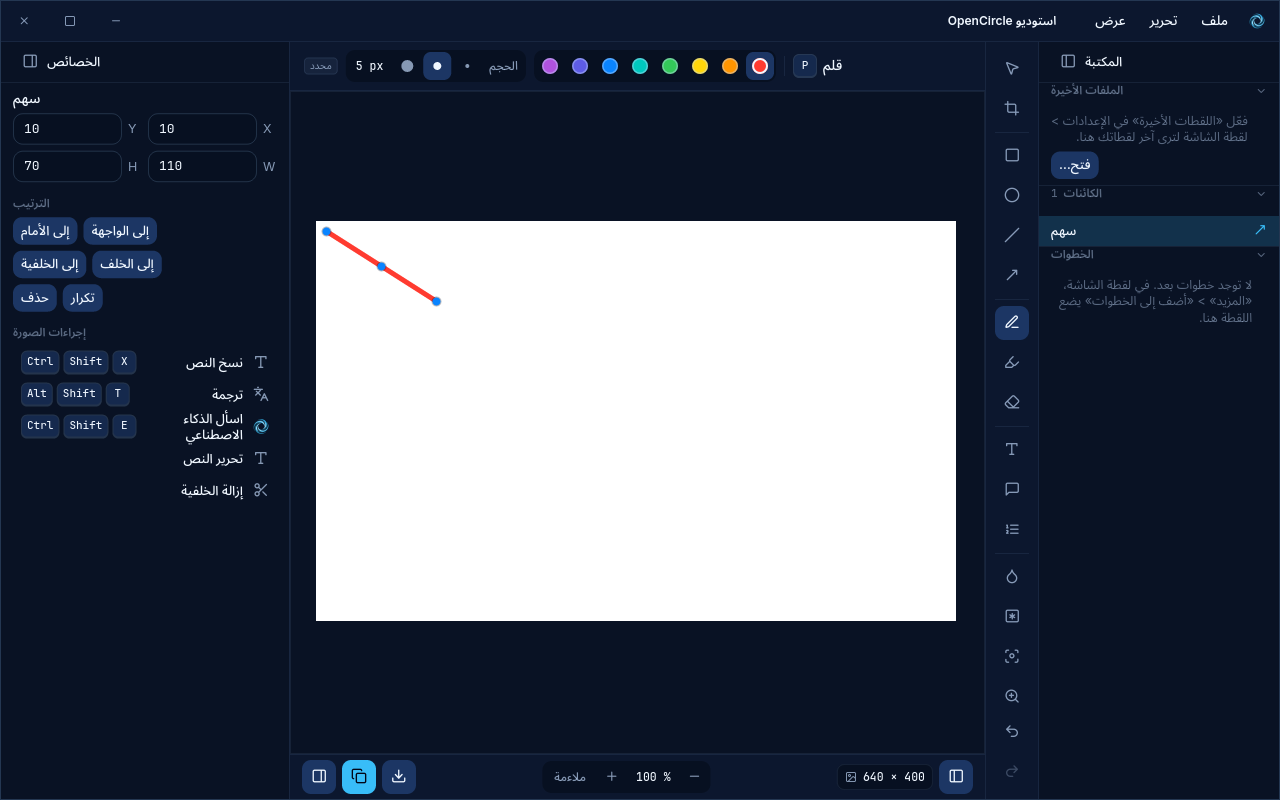 ملف تحرير عرض استوديو OpenCircle
المكتبة
الملفات الأخيرة
فعّل «اللقطات الأخيرة» في الإعدادات >
لقطة الشاشة لترى آخر لقطاتك هنا.
فتح...
الكائنات 1
سهم
الخطوات
لا توجد خطوات بعد. في لقطة الشاشة،
«المزيد» > «أضف إلى الخطوات» يضع
اللقطة هنا.
قلم P الحجم 5 px محدد
640 × 400
100 %
ملاءمة
الخصائص
سهم
X 10 Y 10
W 110 H 70
الترتيب
إلى الواجهة إلى الأمام
إلى الخلف إلى الخلفية
تكرار حذف
إجراءات الصورة
نسخ النص Ctrl Shift X
ترجمة Alt Shift T
اسأل الذكاء
الاصطناعي Ctrl Shift E
تحرير النص
إزالة الخلفية